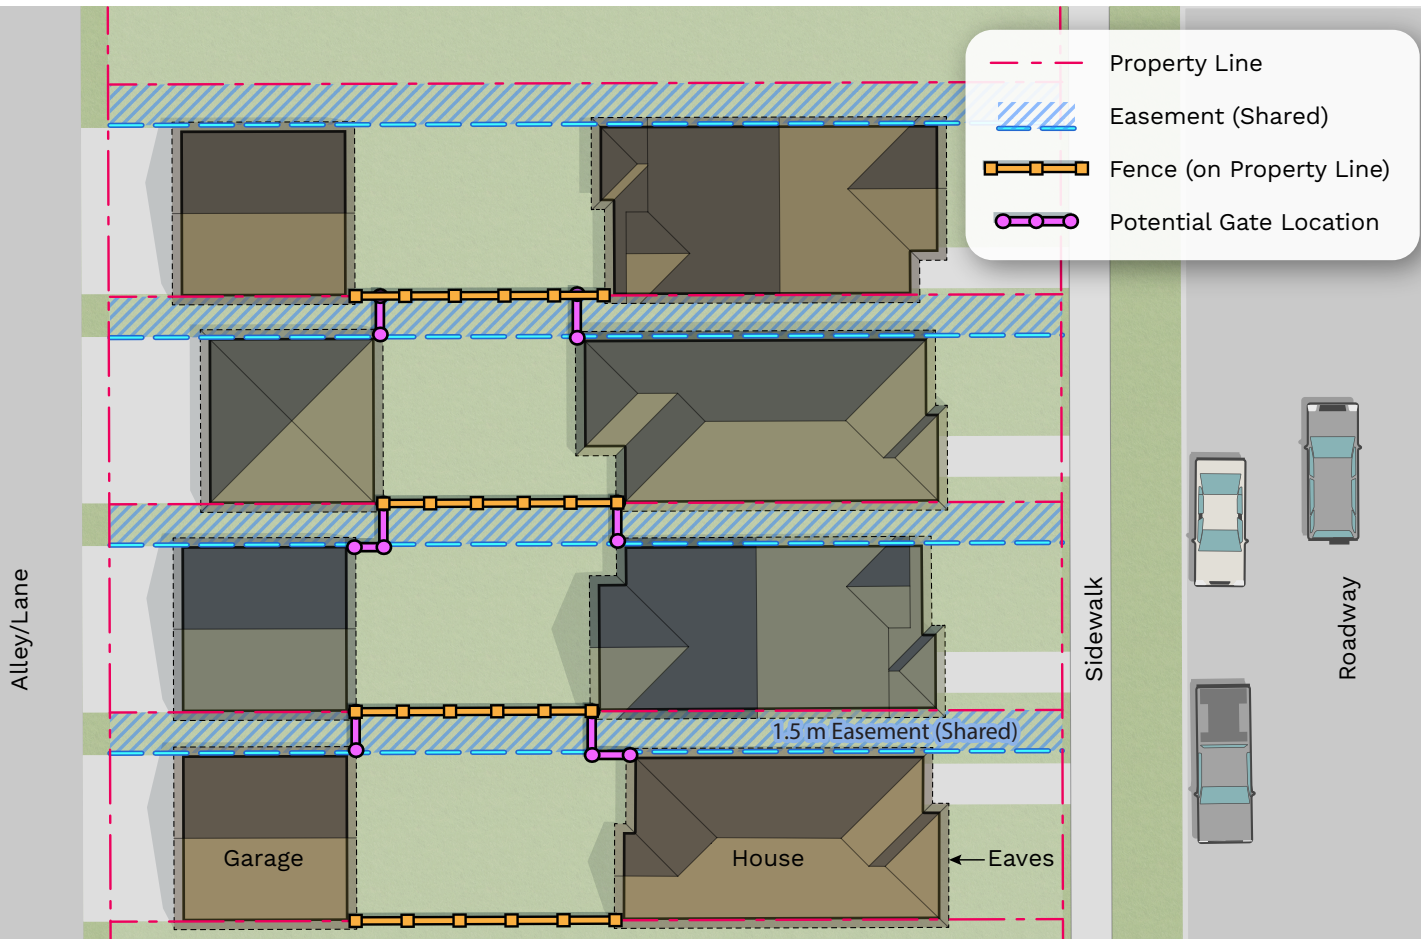 Property Line
Easement (Shared)
Fence (on Property Line)
Potential Gate Location
Alley/Lane
Sidewalk
Roadway
1.5 m Easement (Shared)
Garage
House
Eaves